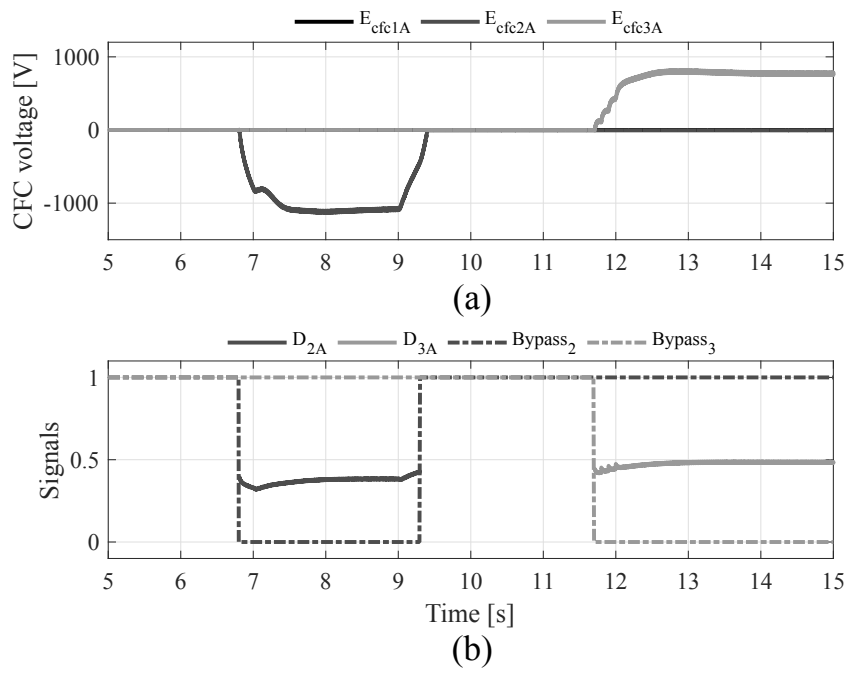 E_cfc1A E_cfc2A E_cfc3A
CFC voltage [V]
1000
0
-1000
5 6 7 8 9 10 11 12 13 14 15
(a)
D_2A D_3A Bypass_2 Bypass_3
Signals
1
0.5
0
5 6 7 8 9 10 11 12 13 14 15
Time [s]
(b)